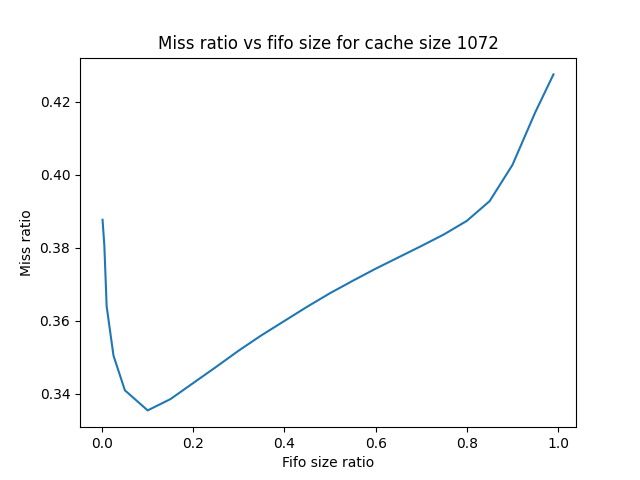 Miss ratio vs fifo size for cache size 1072
0.42
0.40
0.38
0.36
0.34
Miss ratio
0.0 0.2 0.4 0.6 0.8 1.0
Fifo size ratio